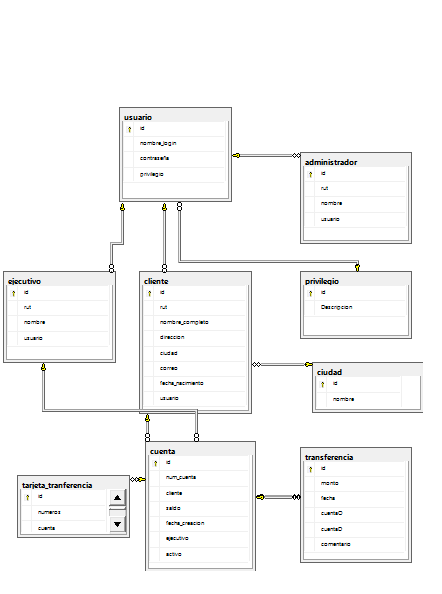 usuario
id
nombre_login
contraseña
privilegio
administrador
id
rut
nombre
usuario
ejecutivo
id
rut
nombre
usuario
cliente
id
rut
nombre_completo
direccion
ciudad
correo
fecha_nacimiento
usuario
privilegio
id
Descripcion
ciudad
id
nombre
cuenta
id
num_cuenta
cliente
saldo
fecha_creacion
ejecutivo
activo
tarjeta_tranferencia
id
numeros
cuenta
transferencia
id
monto
fecha
cuentaO
cuentaD
comentario